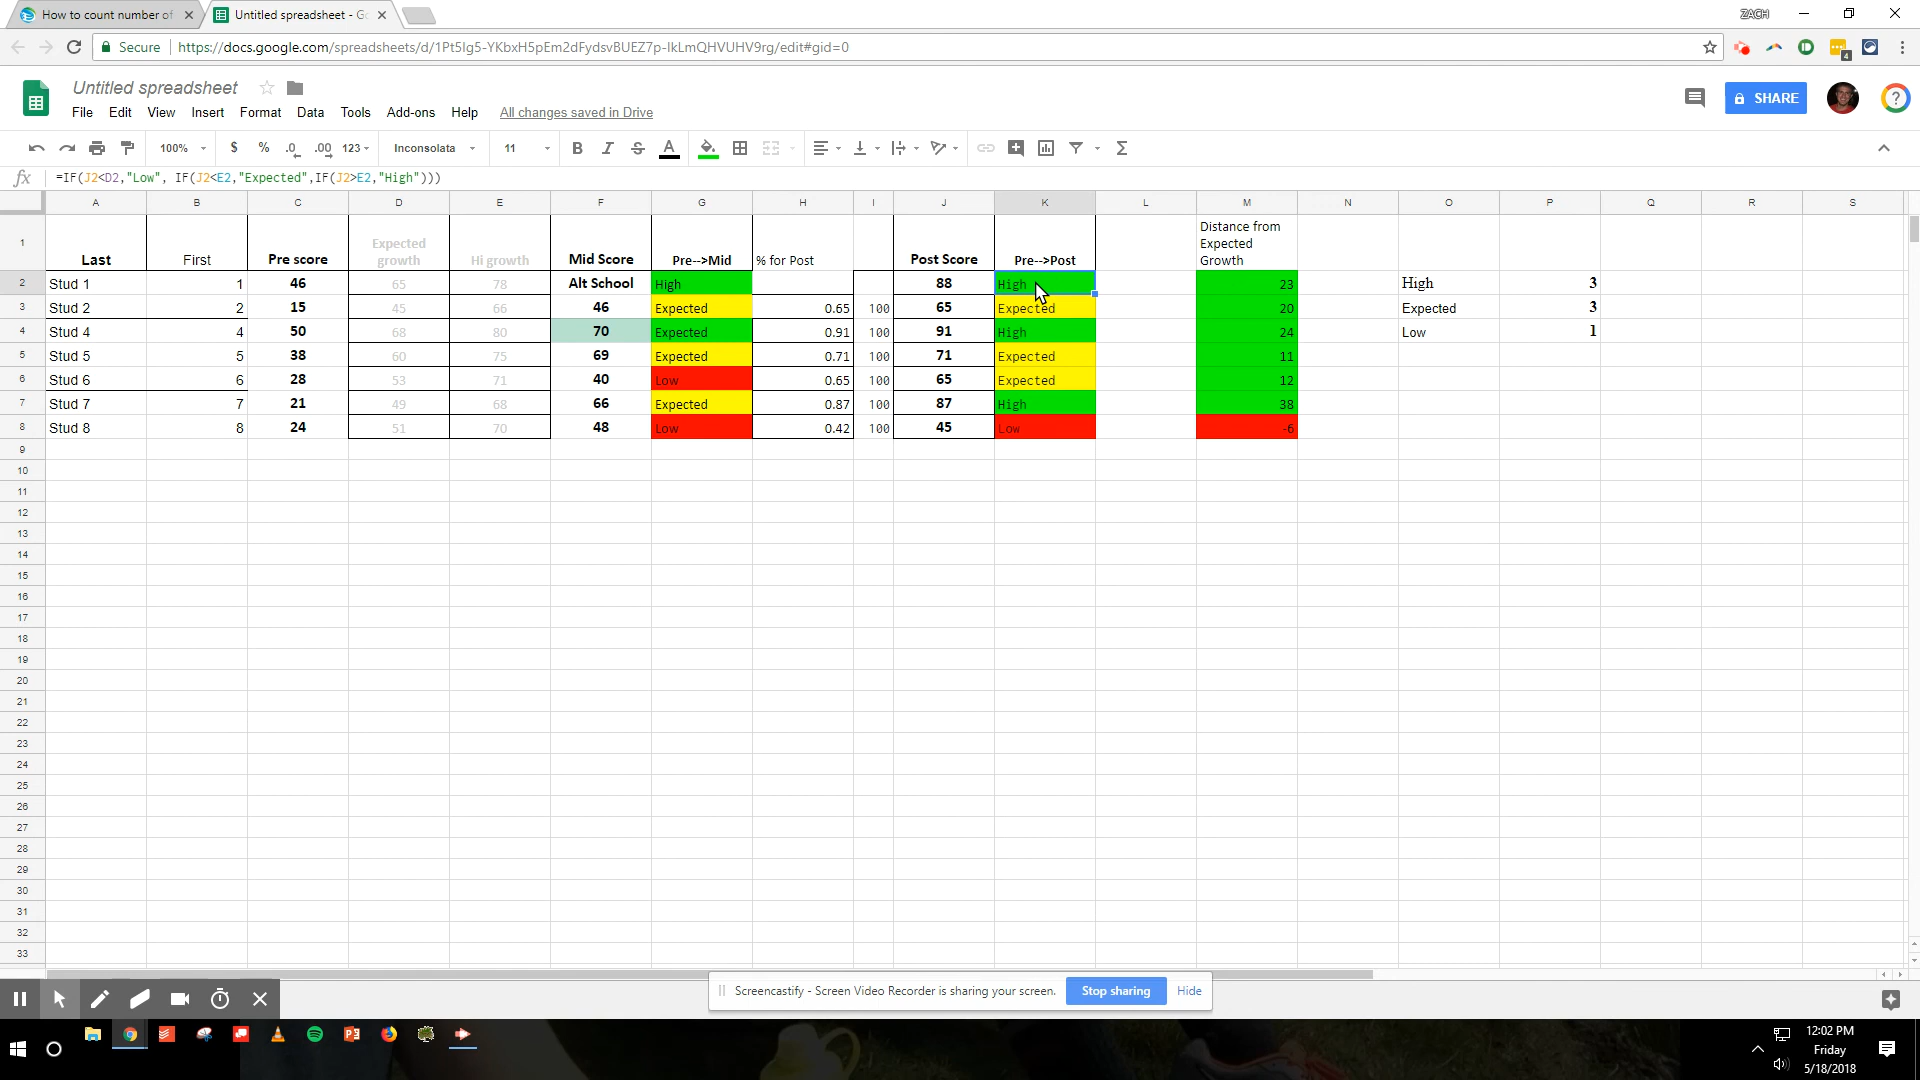 How to count number of
Untitled spreadsheet - Go
ZACH
Secure
https://docs.google.com/spreadsheets/d/1Pt5Ig5-YKbxH5pEm2dFydsvBUEZ7p-IkLmQHVUHV9rg/edit#gid=0
4
Untitled spreadsheet
File Edit View Insert Format Data Tools Add-ons Help All changes saved in Drive
SHARE
100% $ % .0 .00 123 Inconsolata 11 B I S A Σ
fx =IF(J2<D2,"Low", IF(J2<E2,"Expected",IF(J2>E2,"High")))
A B C D E F G H I J K L M N O P Q R S
1 Last First Pre score Expected growth Hi growth Mid Score Pre-->Mid % for Post Post Score Pre-->Post Distance from Expected Growth
2 Stud 1 1 46 65 78 Alt School High 88 High 23 High 3
3 Stud 2 2 15 45 66 46 Expected 0.65 100 65 Expected 20 Expected 3
4 Stud 4 4 50 68 80 70 Expected 0.91 100 91 High 24 Low 1
5 Stud 5 5 38 60 75 69 Expected 0.71 100 71 Expected 11
6 Stud 6 6 28 53 71 40 Low 0.65 100 65 Expected 12
7 Stud 7 7 21 49 68 66 Expected 0.87 100 87 High 38
8 Stud 8 8 24 51 70 48 Low 0.42 100 45 Low -6
9
10
11
12
13
14
15
16
17
18
19
20
21
22
23
24
25
26
27
28
29
30
31
32
33
Screencastify - Screen Video Recorder is sharing your screen. Stop sharing Hide
12:02 PM
Friday
5/18/2018